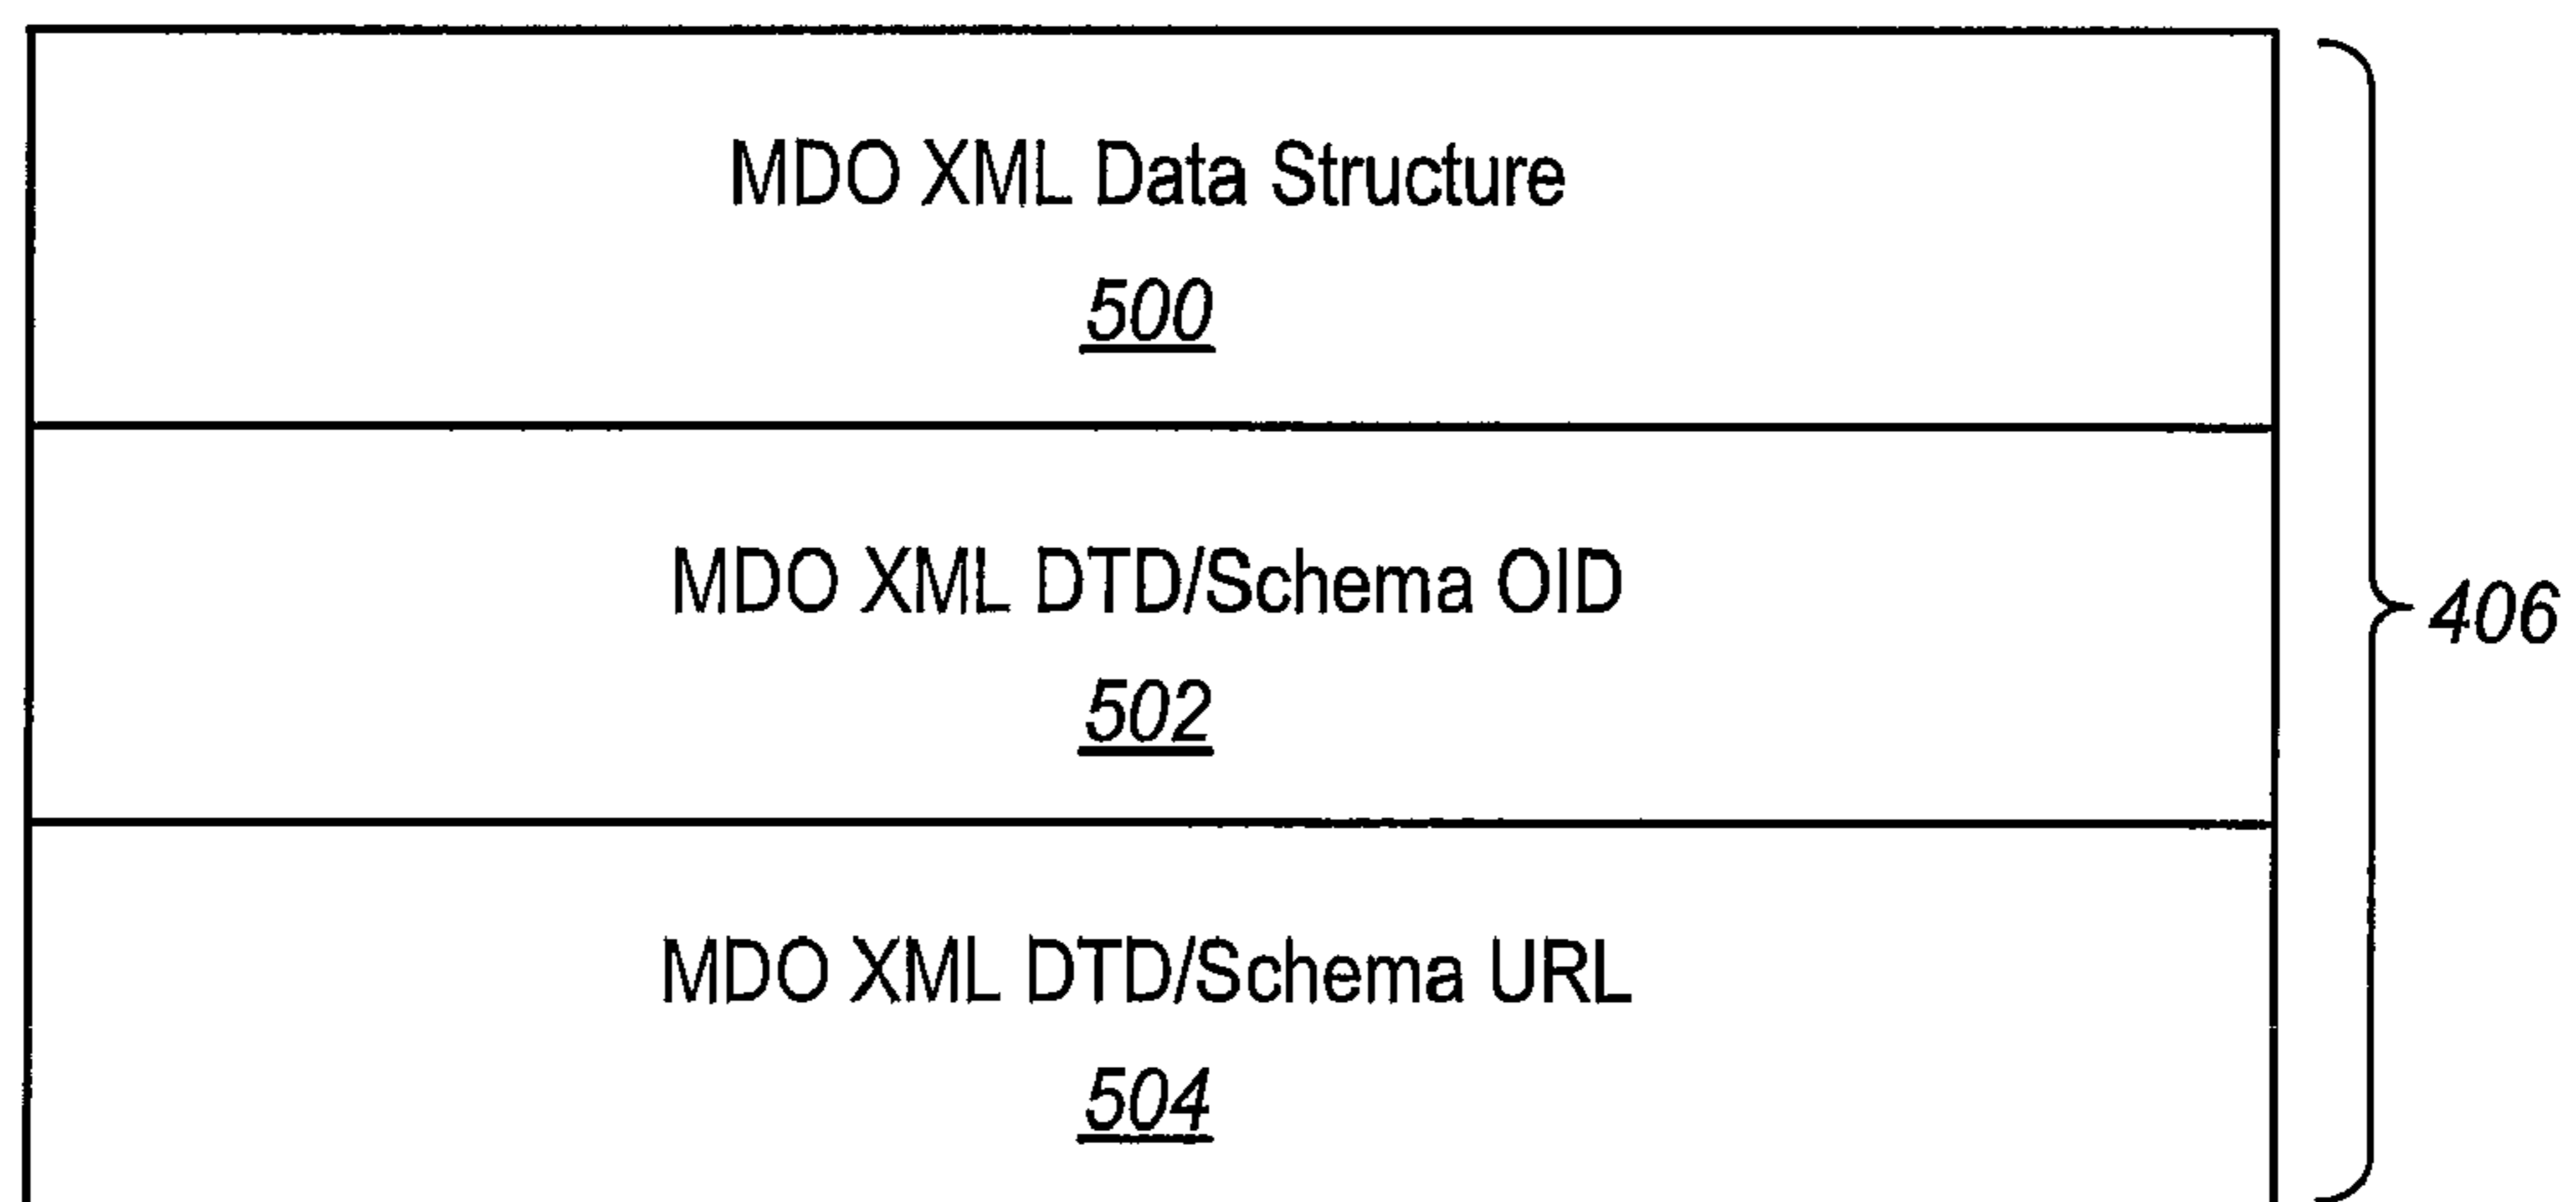 MDO XML Data Structure
500
MDO XML DTD/Schema OID
502
406
MDO XML DTD/Schema URL
504